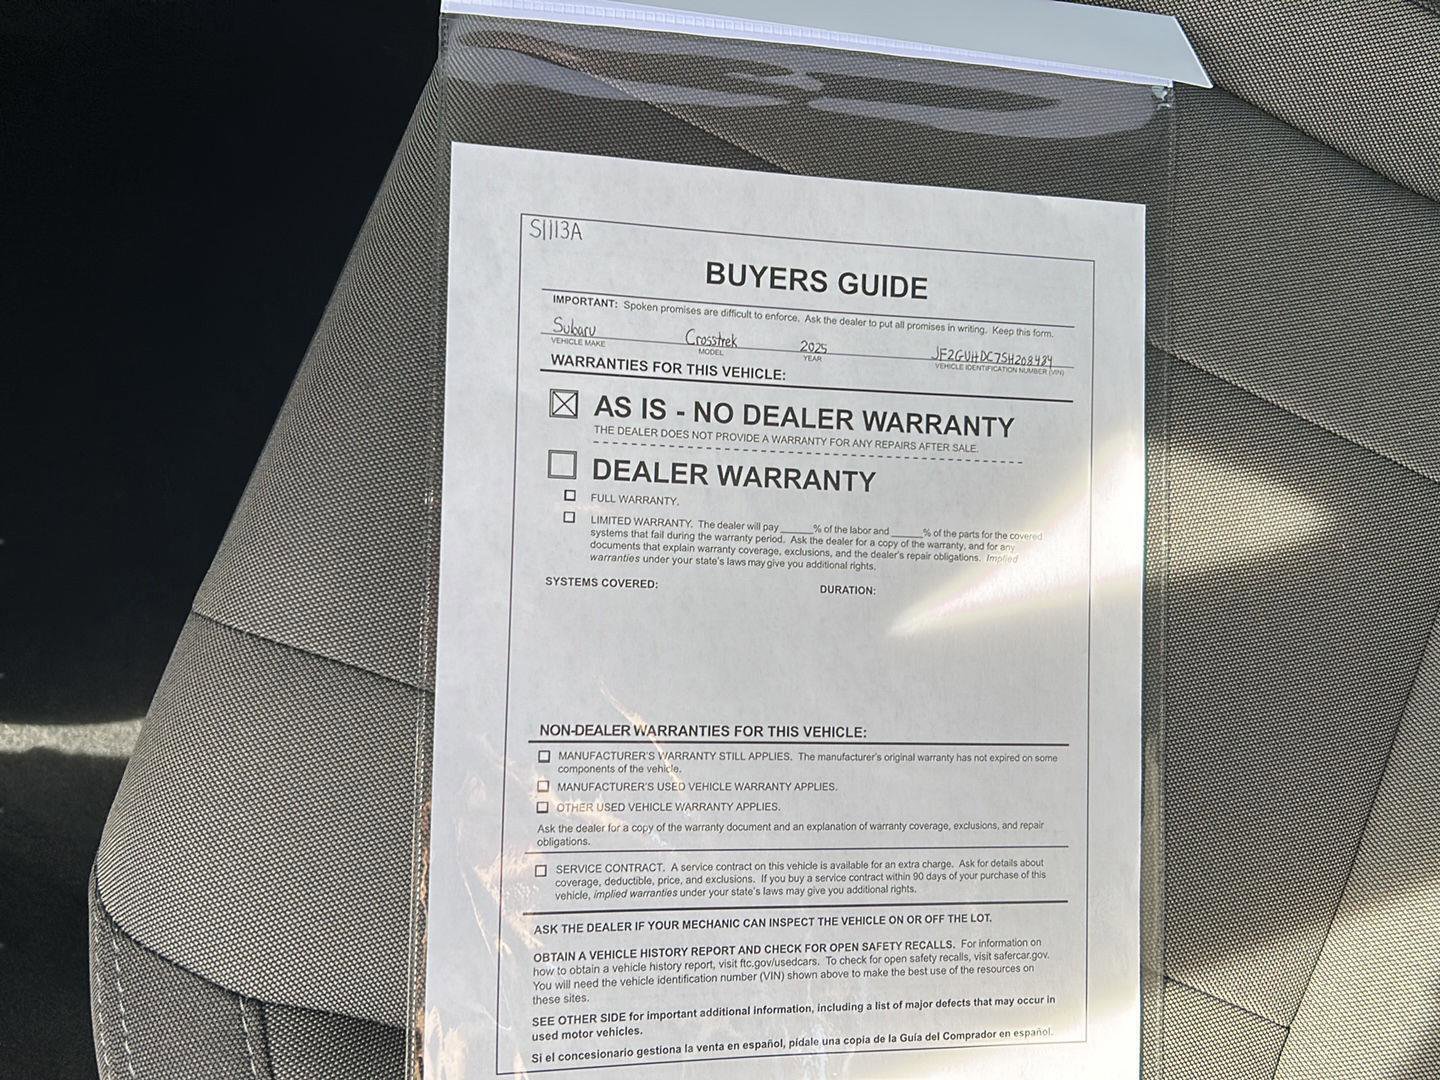 S1113A
BUYERS GUIDE
IMPORTANT: Spoken promises are difficult to enforce. Ask the dealer to put all promises in writing. Keep this form.
Subaru Crosstrek 2025 JF2GUHDC7SH208484
VEHICLE MAKE MODEL YEAR VEHICLE IDENTIFICATION NUMBER (VIN)
WARRANTIES FOR THIS VEHICLE:
☒ AS IS - NO DEALER WARRANTY
THE DEALER DOES NOT PROVIDE A WARRANTY FOR ANY REPAIRS AFTER SALE.
☐ DEALER WARRANTY
☐ FULL WARRANTY.
☐ LIMITED WARRANTY. The dealer will pay ______% of the labor and ______% of the parts for the covered
systems that fail during the warranty period. Ask the dealer for a copy of the warranty, and for any
documents that explain warranty coverage, exclusions, and the dealer's repair obligations. Implied
warranties under your state's laws may give you additional rights.
SYSTEMS COVERED: DURATION:
NON-DEALER WARRANTIES FOR THIS VEHICLE:
☐ MANUFACTURER'S WARRANTY STILL APPLIES. The manufacturer's original warranty has not expired on some
components of the vehicle.
☐ MANUFACTURER'S USED VEHICLE WARRANTY APPLIES.
☐ OTHER USED VEHICLE WARRANTY APPLIES.
Ask the dealer for a copy of the warranty document and an explanation of warranty coverage, exclusions, and repair
obligations.
☐ SERVICE CONTRACT. A service contract on this vehicle is available for an extra charge. Ask for details about
coverage, deductible, price, and exclusions. If you buy a service contract within 90 days of your purchase of this
vehicle, implied warranties under your state's laws may give you additional rights.
ASK THE DEALER IF YOUR MECHANIC CAN INSPECT THE VEHICLE ON OR OFF THE LOT.
OBTAIN A VEHICLE HISTORY REPORT AND CHECK FOR OPEN SAFETY RECALLS. For information on
how to obtain a vehicle history report, visit ftc.gov/usedcars. To check for open safety recalls, visit safercar.gov.
You will need the vehicle identification number (VIN) shown above to make the best use of the resources on
these sites.
SEE OTHER SIDE for important additional information, including a list of major defects that may occur in
used motor vehicles.
Si el concesionario gestiona la venta en español, pídale una copia de la Guía del Comprador en español.